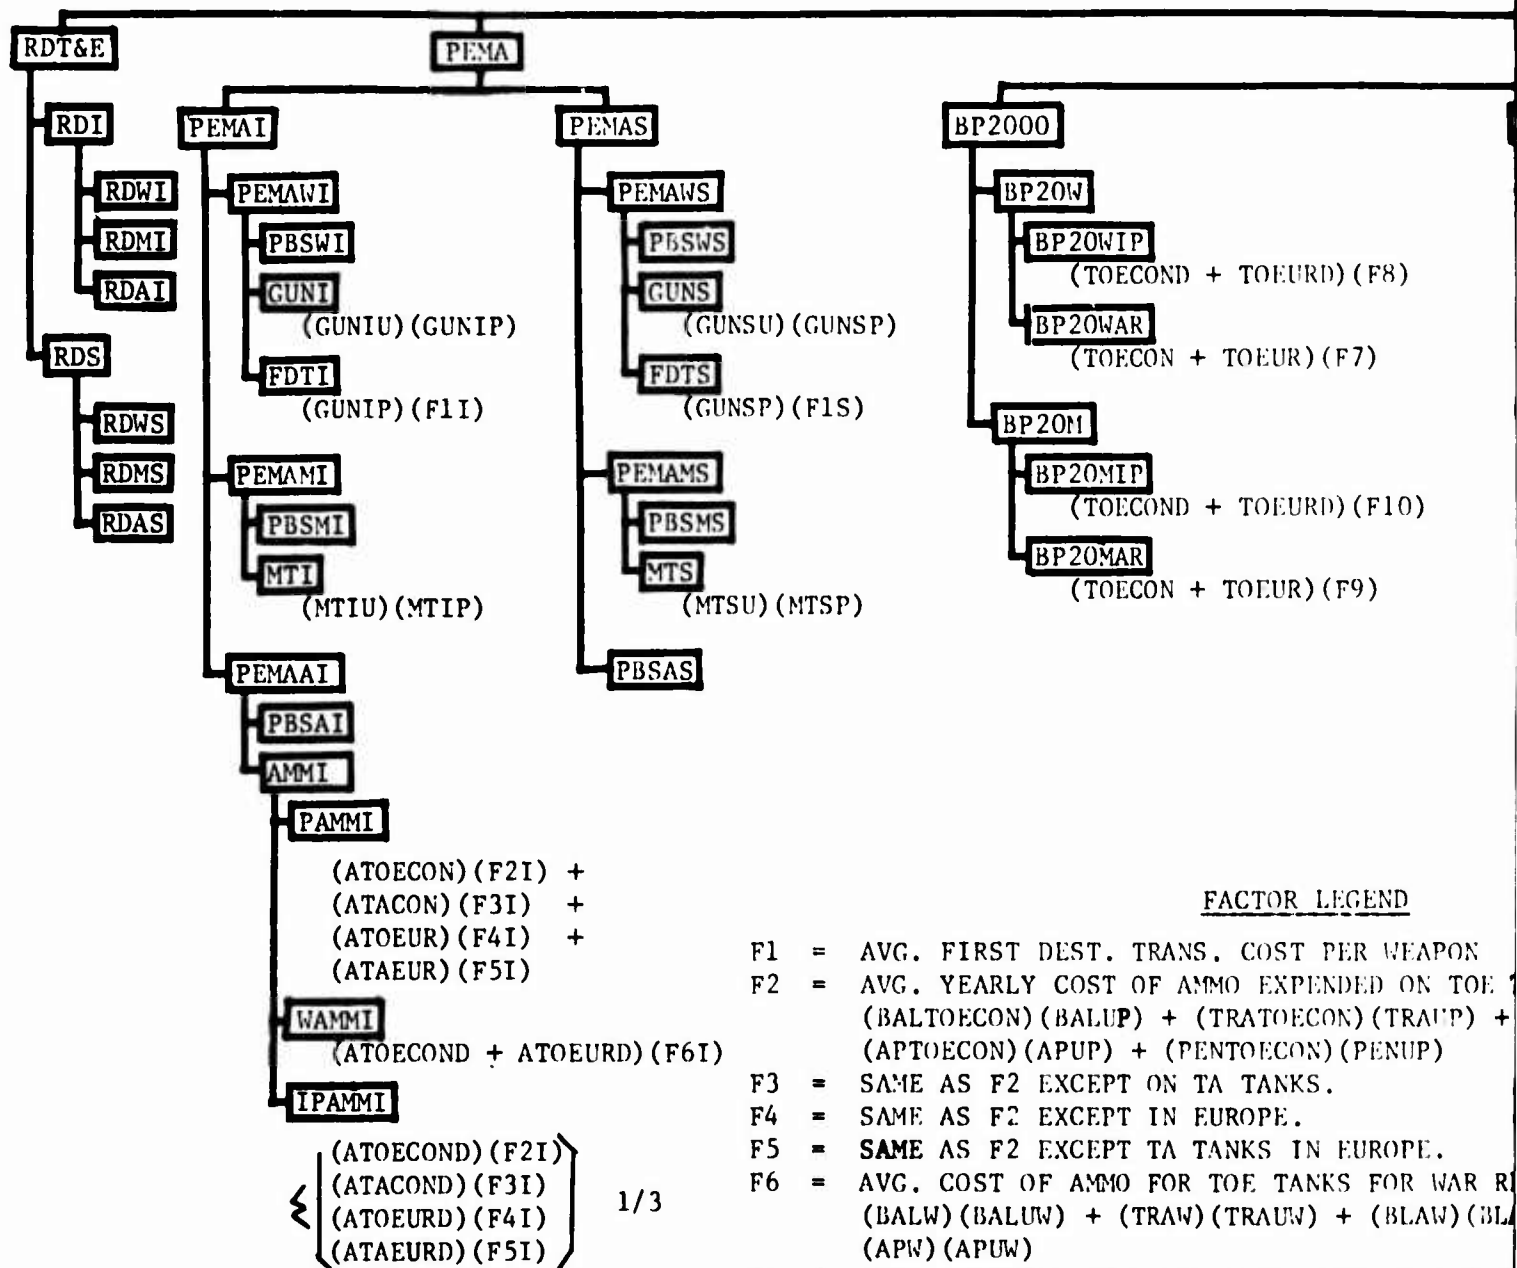 RDT&E
PEMA
RDI
PEMAI
PEMAS
BP2000
RDWI
PEMAWI
PEMAWS
BP20W
RDMI
PBSWI
PBSWS
BP20WIP
(TOECOND + TOEURD)(F8)
RDAI
GUNI
GUNS
(GUNIU)(GUNIP)
(GUNSU)(GUNSP)
BP20WAR
(TOECON + TOEUR)(F7)
RDS
FDTI
FDTS
(GUNIP)(F1I)
(GUNSP)(F1S)
RDWS
BP20M
RDMS
PEMAMI
PEMAMS
BP20MIP
(TOECOND + TOEURD)(F10)
RDAS
PBSMI
PBSMS
BP20MAR
(TOECON + TOEUR)(F9)
MTI
MTS
(MTIU)(MTIP)
(MTSU)(MTSP)
PEMAAI
PBSAS
PBSAI
AMMI
PAMMI
(ATOECON)(F2I) +
(ATACON)(F3I) +
(ATOEUR)(F4I) +
(ATAEUR)(F5I)
WAMMI
(ATOECOND + ATOEURD)(F6I)
IPAMMI
(ATOECOND)(F2I)
(ATACOND)(F3I)
(ATOEURD)(F4I)
(ATAEURD)(F5I)
1/3
FACTOR LEGEND
F1 = AVG. FIRST DEST. TRANS. COST PER WEAPON
F2 = AVG. YEARLY COST OF AMMO EXPENDED ON TOE
(BALTOECON)(BALUP) + (TRATOECON)(TRAUP) +
(APTOECON)(APUP) + (PENTOECON)(PENUP)
F3 = SAME AS F2 EXCEPT ON TA TANKS.
F4 = SAME AS F2 EXCEPT IN EUROPE.
F5 = SAME AS F2 EXCEPT TA TANKS IN EUROPE.
F6 = AVG. COST OF AMMO FOR TOE TANKS FOR WAR
(BALW)(BALUW) + (TRAW)(TRAUW) + (BLAW)
(APW)(APUW)